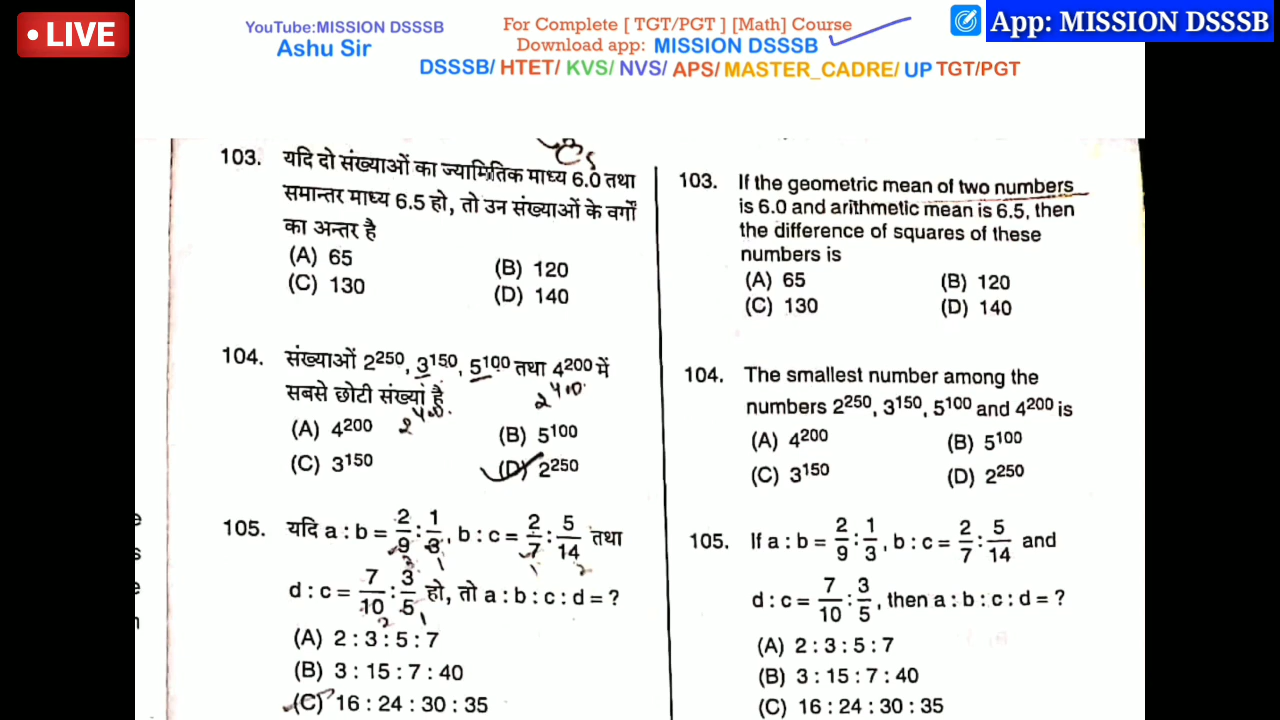 LIVE
YouTube:MISSION DSSSB
Ashu Sir
For Complete [ TGT/PGT ] [Math] Course
Download app: MISSION DSSSB
DSSSB/ HTET/ KVS/ NVS/ APS/ MASTER_CADRE/ UP TGT/PGT
App: MISSION DSSSB
103. यदि दो संख्याओं का ज्यामितिक माध्य 6.0 तथा
समान्तर माध्य 6.5 हो, तो उन संख्याओं के वर्गों
का अन्तर है
(A) 65 (B) 120
(C) 130 (D) 140
104. संख्याओं 2^250, 3^150, 5^100 तथा 4^200 में
सबसे छोटी संख्यां है
2^400 2^400
(A) 4^200 (B) 5^100
(C) 3^150 (D) 2^250
105. यदि a : b = 2/9 : 1/3, b : c = 2/7 : 5/14 तथा
d : c = 7/10 : 3/5 हो, तो a : b : c : d = ?
(A) 2 : 3 : 5 : 7
(B) 3 : 15 : 7 : 40
(C) 16 : 24 : 30 : 35
103. If the geometric mean of two numbers
is 6.0 and arithmetic mean is 6.5, then
the difference of squares of these
numbers is
(A) 65 (B) 120
(C) 130 (D) 140
104. The smallest number among the
numbers 2^250, 3^150, 5^100 and 4^200 is
(A) 4^200 (B) 5^100
(C) 3^150 (D) 2^250
105. If a : b = 2/9 : 1/3, b : c = 2/7 : 5/14 and
d : c = 7/10 : 3/5, then a : b : c : d = ?
(A) 2 : 3 : 5 : 7
(B) 3 : 15 : 7 : 40
(C) 16 : 24 : 30 : 35